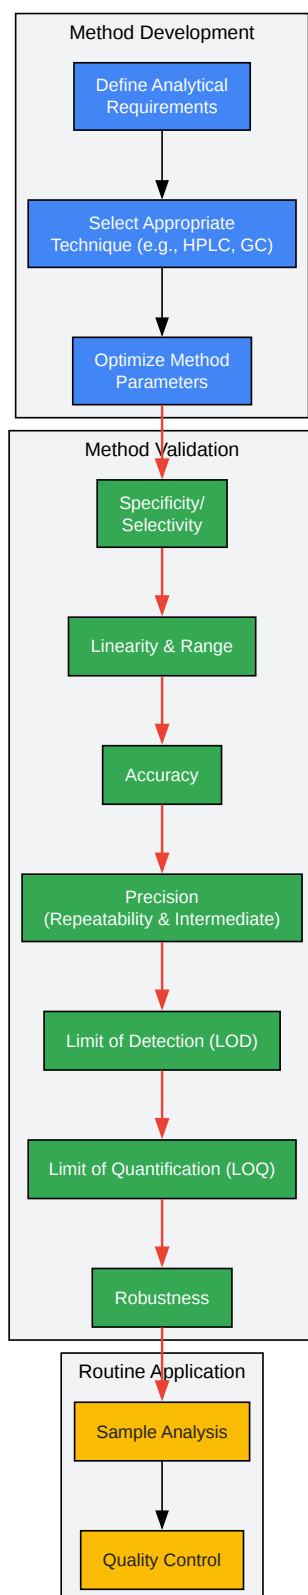 Method Development
Define Analytical
Requirements
Select Appropriate
Technique (e.g., HPLC, GC)
Optimize Method
Parameters
Method Validation
Specificity/
Selectivity
Linearity & Range
Accuracy
Precision
(Repeatability & Intermediate)
Limit of Detection (LOD)
Limit of Quantification (LOQ)
Robustness
Routine Application
Sample Analysis
Quality Control